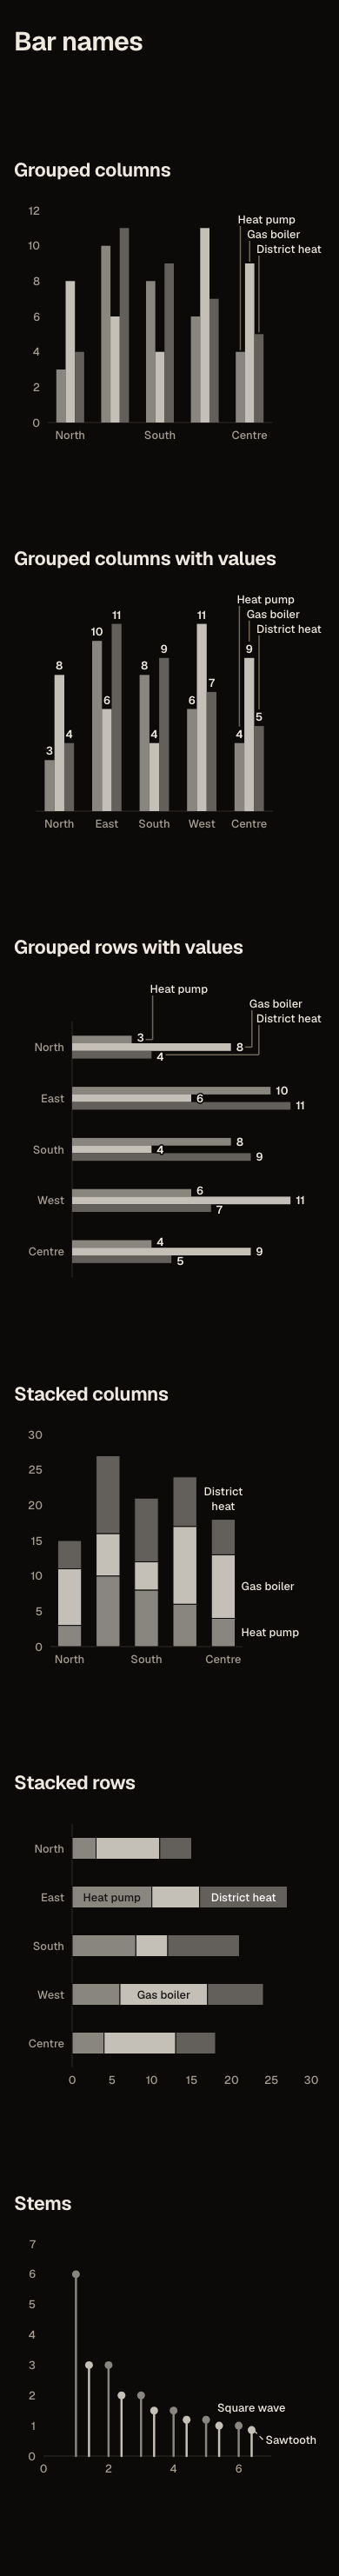 Bar names
Grouped columns
12
10
8
6
4
2
0
Heat pump
Gas boiler
District heat
North South Centre
Grouped columns with values
Heat pump
Gas boiler
District heat
3 8 4 10 6 11 8 4 9 6 11 7 4 9 5
North East South West Centre
Grouped rows with values
Heat pump
Gas boiler
District heat
3
North 8
4
10
East 6
11
8
South 4
9
6
West 11
7
4
Centre 9
5
Stacked columns
30
25
20
15
10
5
0
District
heat
Gas boiler
Heat pump
North South Centre
Stacked rows
North
East Heat pump District heat
South
West Gas boiler
Centre
0 5 10 15 20 25 30
Stems
7
6
5
4
3
2
1
0
Square wave
Sawtooth
0 2 4 6